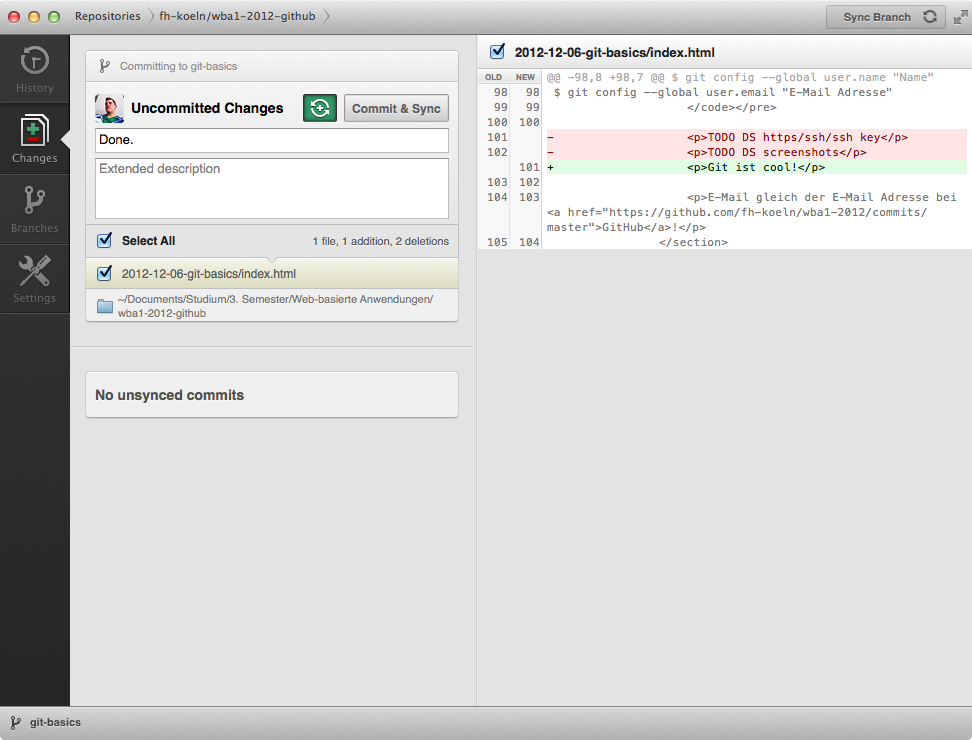 Repositories
fh-koeln/wba1-2012-github
Sync Branch
History
Changes
Branches
Settings
Committing to git-basics
Uncommitted Changes
Commit & Sync
Done.
Extended description
Select All
1 file, 1 addition, 2 deletions
2012-12-06-git-basics/index.html
~/Documents/Studium/3. Semester/Web-basierte Anwendungen/
wba1-2012-github
No unsynced commits
2012-12-06-git-basics/index.html
OLD NEW @@ -98,8 +98,7 @@ $ git config --global user.name "Name"
98 98 $ git config --global user.email "E-Mail Adresse"
99 99 </code></pre>
100 100
101 - <p>TODO DS https/ssh/ssh key</p>
102 - <p>TODO DS screenshots</p>
101 + <p>Git ist cool!</p>
103 102
104 103 <p>E-Mail gleich der E-Mail Adresse bei
<a href="https://github.com/fh-koeln/wba1-2012/commits/
master">GitHub</a>!</p>
105 104 </section>
git-basics